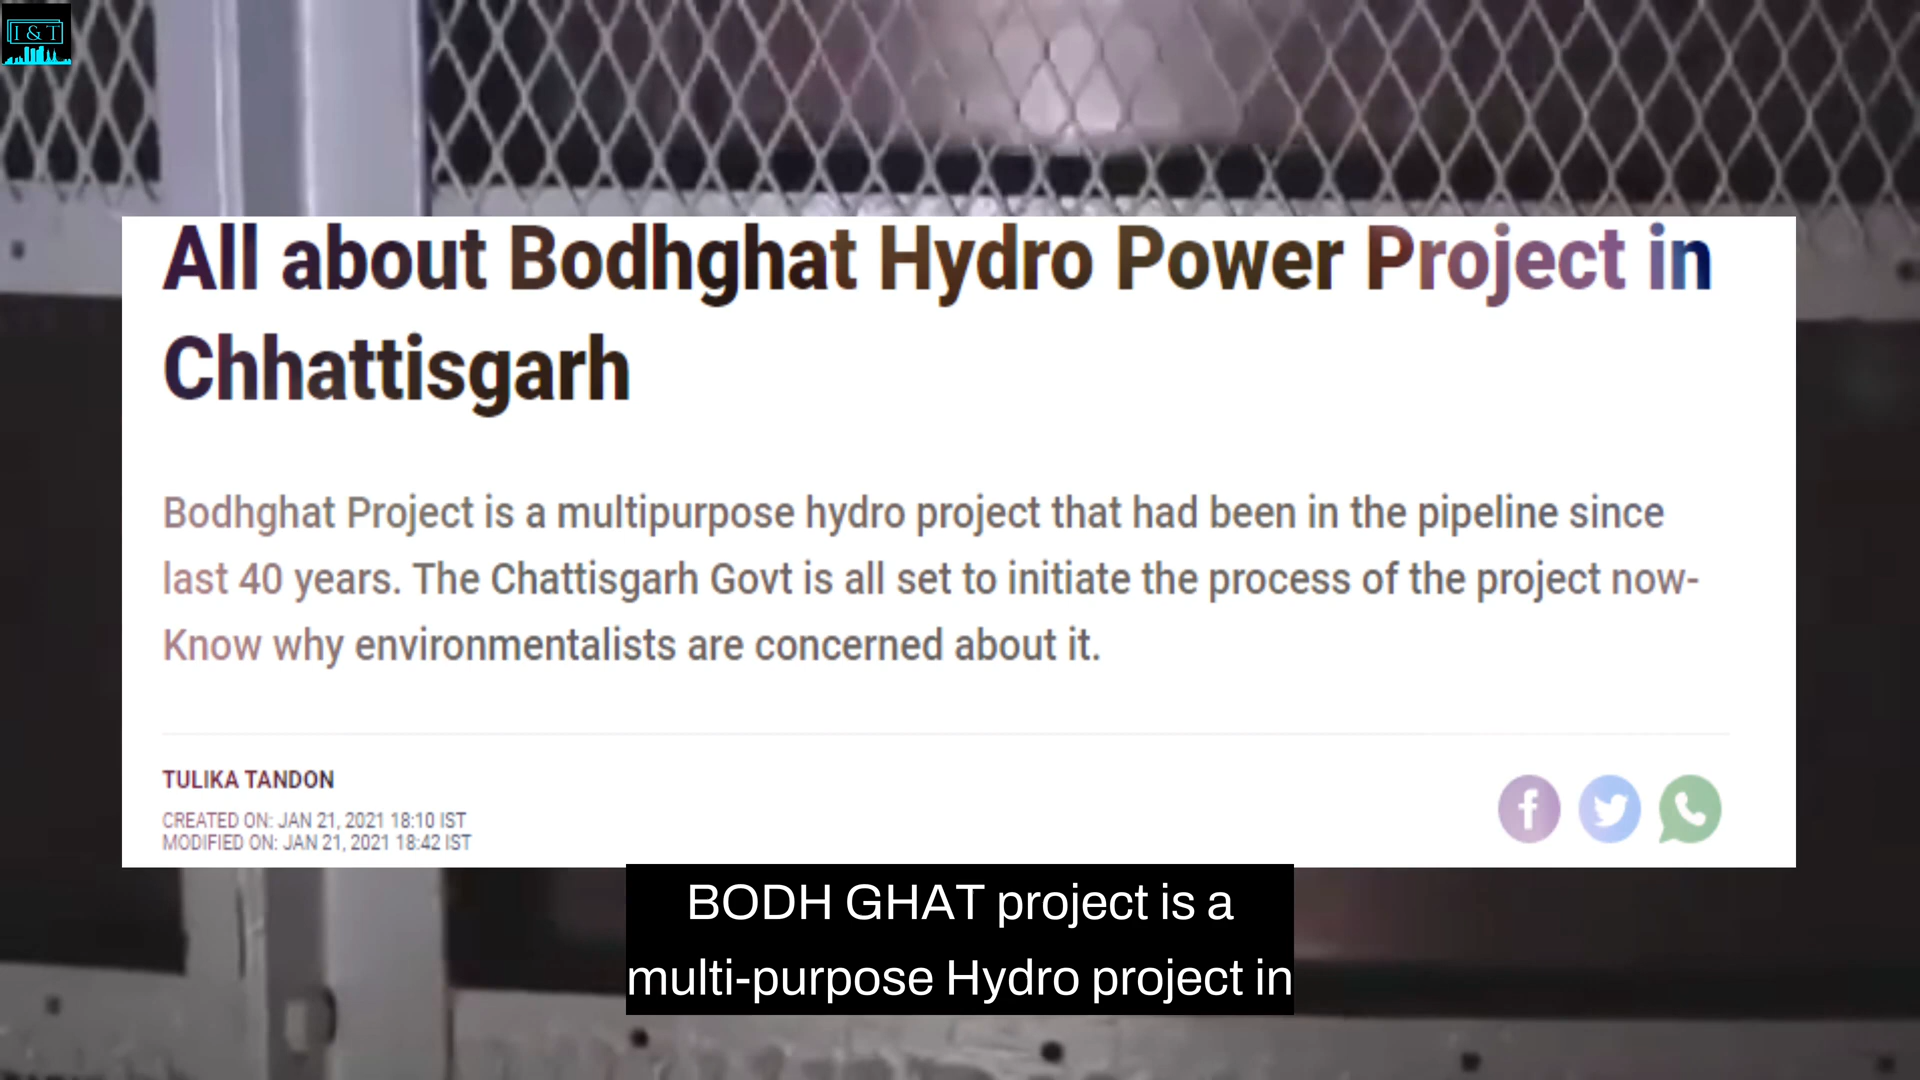 I & T
All about Bodhghat Hydro Power Project in
Chhattisgarh
Bodhghat Project is a multipurpose hydro project that had been in the pipeline since
last 40 years. The Chattisgarh Govt is all set to initiate the process of the project now-
Know why environmentalists are concerned about it.
TULIKA TANDON
CREATED ON: JAN 21, 2021 18:10 IST
MODIFIED ON: JAN 21, 2021 18:42 IST
BODH GHAT project is a
multi-purpose Hydro project in